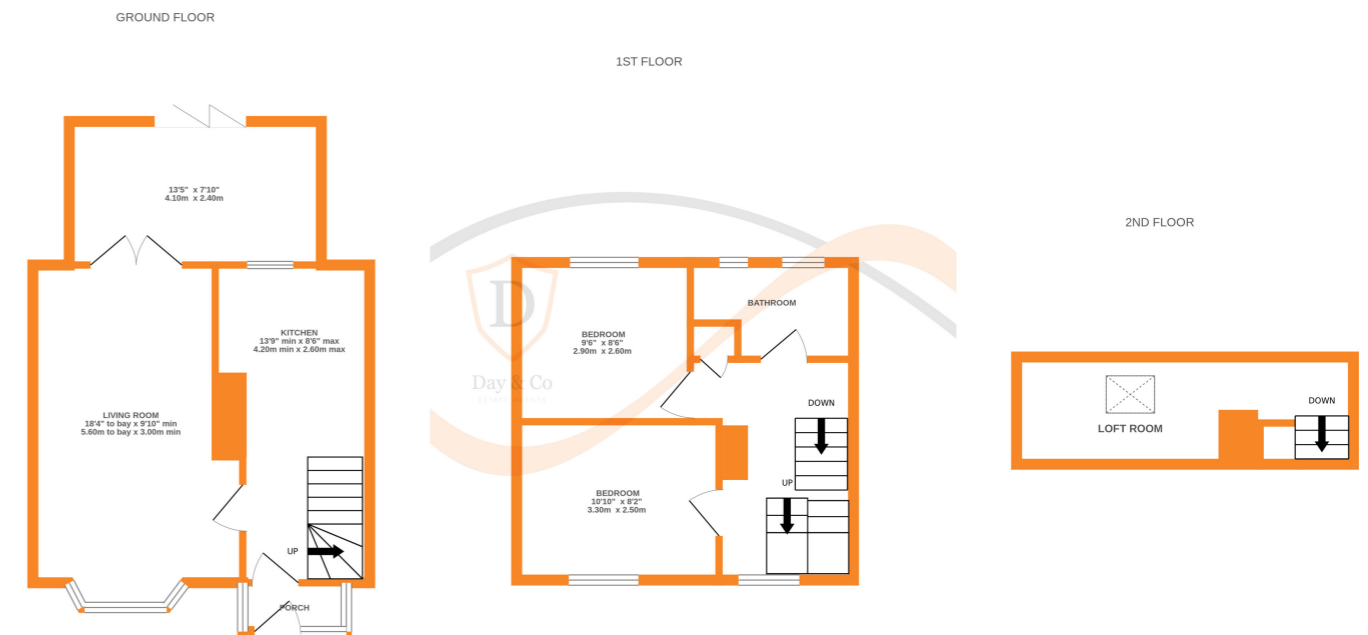 GROUND FLOOR
13'5" x 7'10"
4.10m x 2.40m
KITCHEN
13'9" min x 8'6" max
4.20m min x 2.60m max
LIVING ROOM
18'4" to bay x 9'10" min
5.60m to bay x 3.00m min
UP
PORCH
1ST FLOOR
D
Day & Co
ESTATE AGENTS
BATHROOM
BEDROOM
9'6" x 8'6"
2.90m x 2.60m
DOWN
UP
BEDROOM
10'10" x 8'2"
3.30m x 2.50m
2ND FLOOR
DOWN
LOFT ROOM